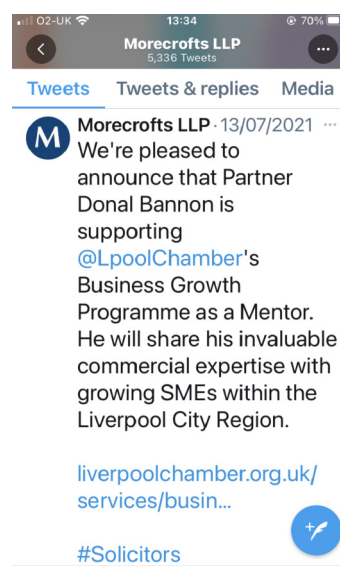 O2-UK 13:34 70%
Morecrofts LLP
5,336 Tweets
Tweets Tweets & replies Media
M
Morecrofts LLP · 13/07/2021 ···
We're pleased to
announce that Partner
Donal Bannon is
supporting
@LpoolChamber's
Business Growth
Programme as a Mentor.
He will share his invaluable
commercial expertise with
growing SMEs within the
Liverpool City Region.
liverpoolchamber.org.uk/
services/busin...
#Solicitors